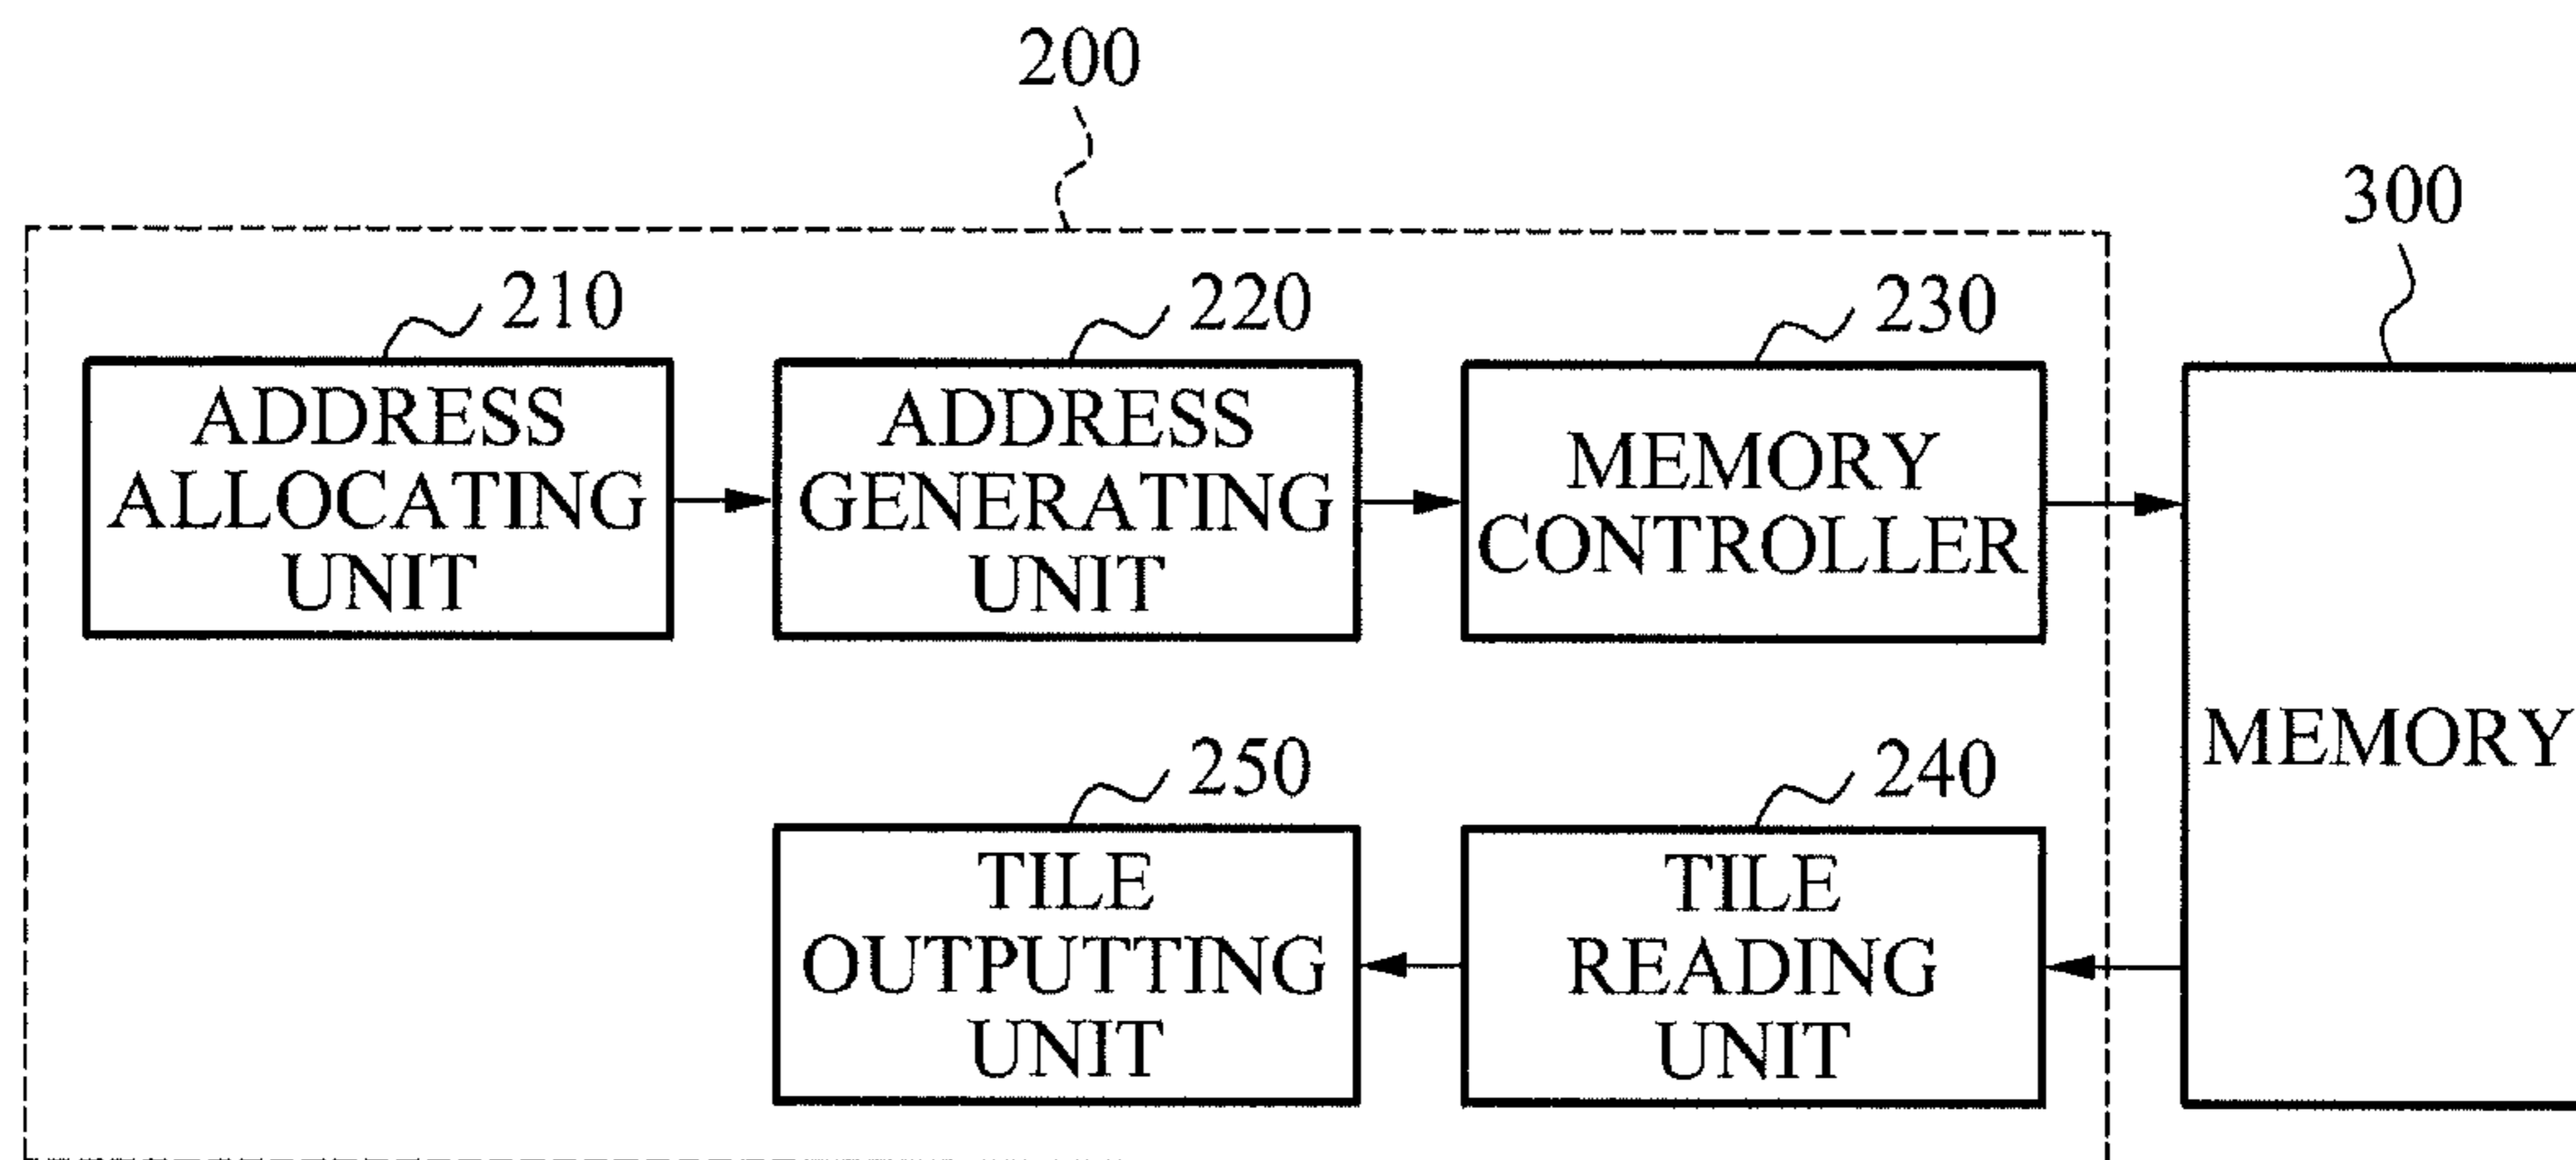 200
300
210
220
230
ADDRESS
ALLOCATING
UNIT
ADDRESS
GENERATING
UNIT
MEMORY
CONTROLLER
MEMORY
250
240
TILE
OUTPUTTING
UNIT
TILE
READING
UNIT